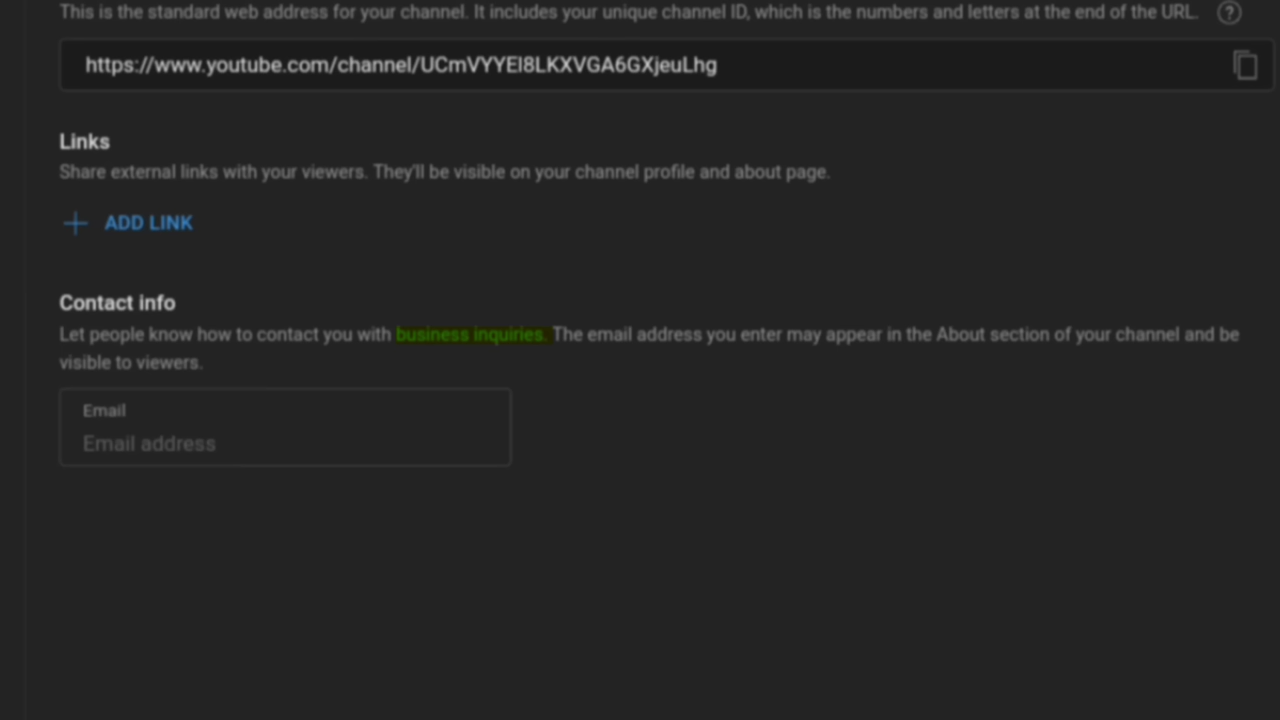 This is the standard web address for your channel. It includes your unique channel ID, which is the numbers and letters at the end of the URL.
https://www.youtube.com/channel/UCmVYYEl8LKXVGA6GXjeuLhg
Links
Share external links with your viewers. They'll be visible on your channel profile and about page.
ADD LINK
Contact info
Let people know how to contact you with business inquiries. The email address you enter may appear in the About section of your channel and be
visible to viewers.
Email
Email address